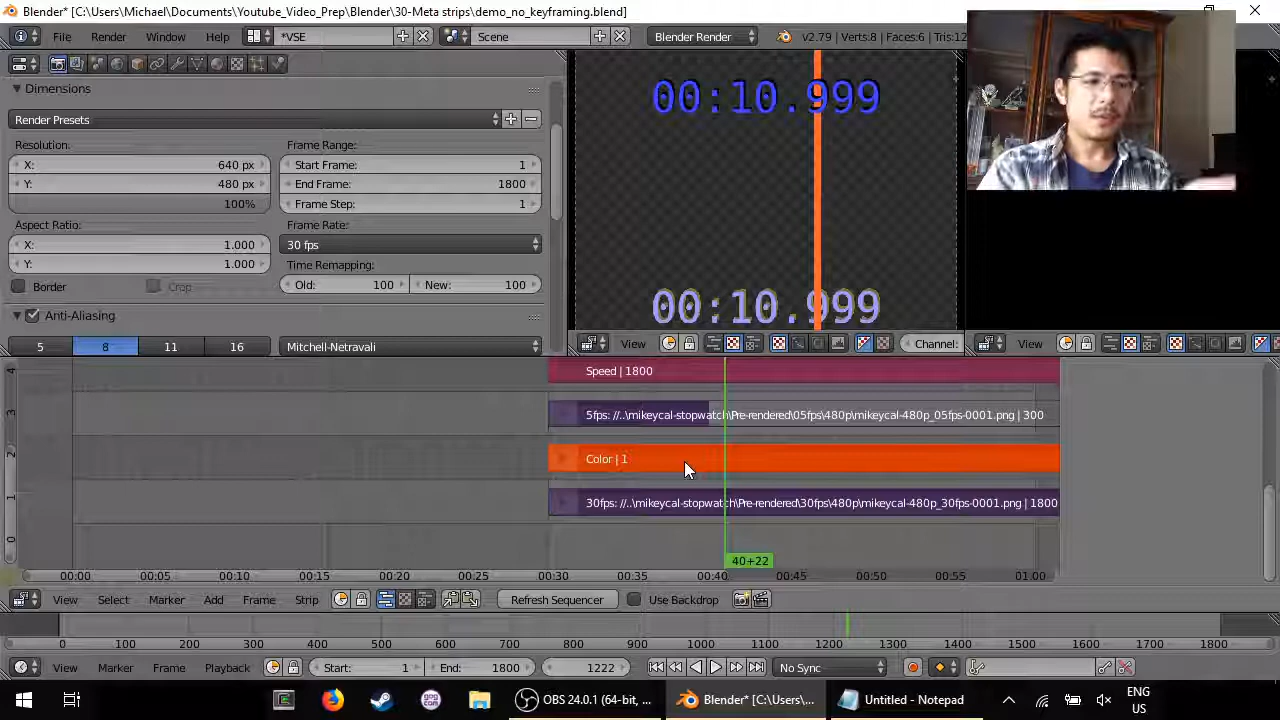 Blender* [C:\Users\Michael\Documents\Youtube_Video_Prep\Blender\30-Meta strips\demo_no_keyframing.blend]
File Render Window Help *VSE Scene Blender Render v2.79 | Verts:8 | Faces:6 | Tris:12
Dimensions
Render Presets
Resolution: Frame Range:
X: 640 px Start Frame: 1
Y: 480 px End Frame: 1800
100% Frame Step: 1
Aspect Ratio: Frame Rate:
X: 1.000 30 fps
Y: 1.000 Time Remapping:
Border Crop Old: 100 New: 100
Anti-Aliasing
5 8 11 16 Mitchell-Netravali
00:10.999
00:10.999
View Channel: View
4 Speed | 1800
3 5fps: //..\mikeycal-stopwatch\Pre-rendered\05fps\480p\mikeycal-480p_05fps-0001.png | 300
2 Color | 1
1 30fps: //..\mikeycal-stopwatch\Pre-rendered\30fps\480p\mikeycal-480p_30fps-0001.png | 1800
0 40+22
00:00 00:05 00:10 00:15 00:20 00:25 00:30 00:35 00:40 00:45 00:50 00:55 01:00
View Select Marker Add Frame Strip Refresh Sequencer Use Backdrop
0 100 200 300 400 500 600 700 800 900 1000 1100 1200 1300 1400 1500 1600 1700 1800
View Marker Frame Playback Start: 1 End: 1800 1222 No Sync
OBS 24.0.1 (64-bit, ... Blender* [C:\Users\... Untitled - Notepad ENG
US